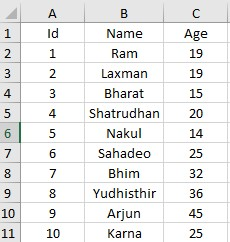 A B C
1 Id Name Age
2 1 Ram 19
3 2 Laxman 19
4 3 Bharat 15
5 4 Shatrudhan 20
6 5 Nakul 14
7 6 Sahadeo 25
8 7 Bhim 32
9 8 Yudhisthir 36
10 9 Arjun 45
11 10 Karna 25